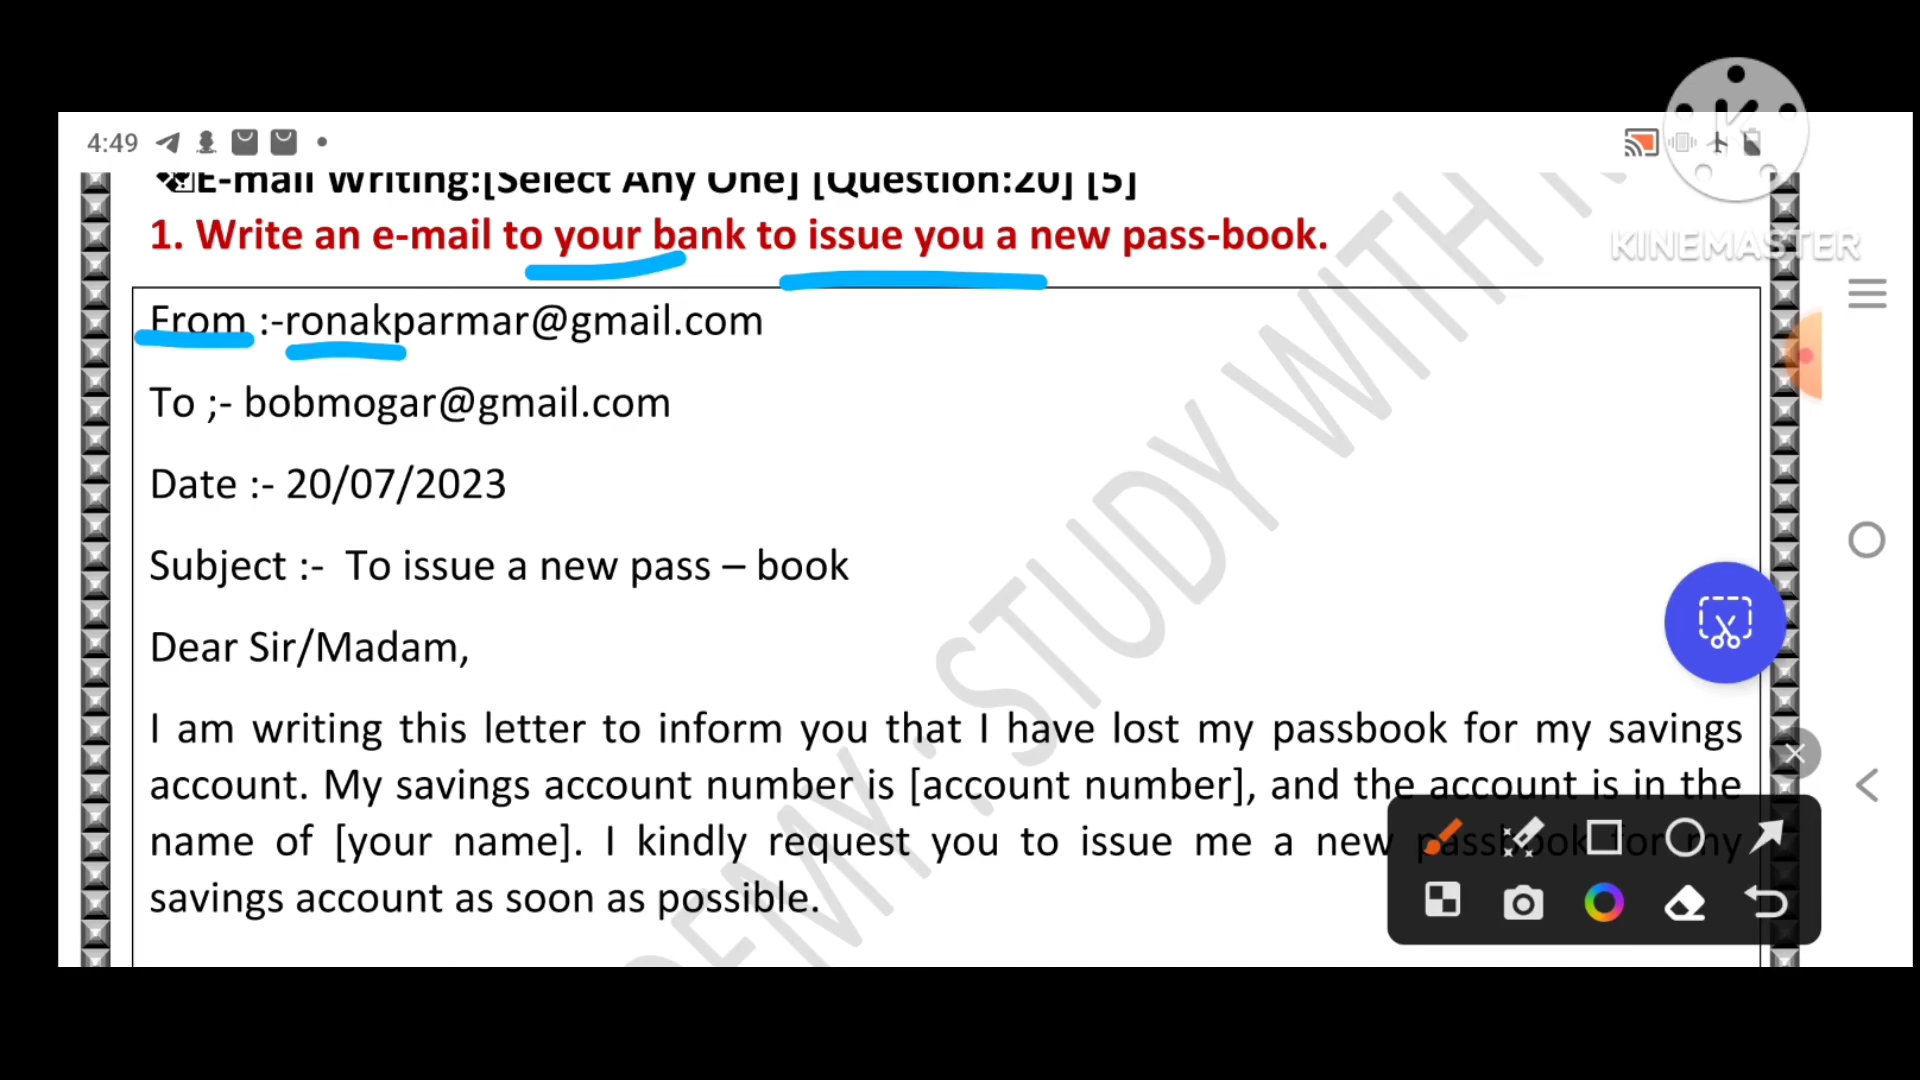 4:49
E-mail Writing:[Select Any One] [Question:20] [5]
1. Write an e-mail to your bank to issue you a new pass-book.
KINEMASTER
From :-ronakparmar@gmail.com
To ;- bobmogar@gmail.com
Date :- 20/07/2023
Subject :-  To issue a new pass – book
Dear Sir/Madam,
I am writing this letter to inform you that I have lost my passbook for my savings
account. My savings account number is [account number], and the account is in the
name of [your name]. I kindly request you to issue me a new passbook for my
savings account as soon as possible.
STUDY WITH